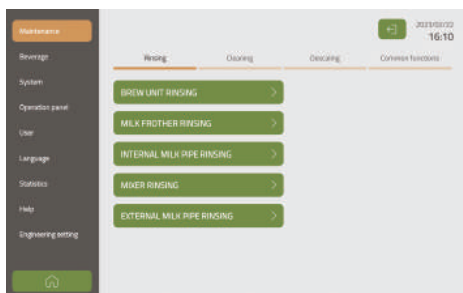 Maintenance
Beverage
System
Operation panel
User
Language
Statistics
Help
Engineering setting
2023/03/22
16:10
Rinsing
Cleaning
Descaling
Common functions
BREW UNIT RINSING
MILK FROTHER RINSING
INTERNAL MILK PIPE RINSING
MIXER RINSING
EXTERNAL MILK PIPE RINSING